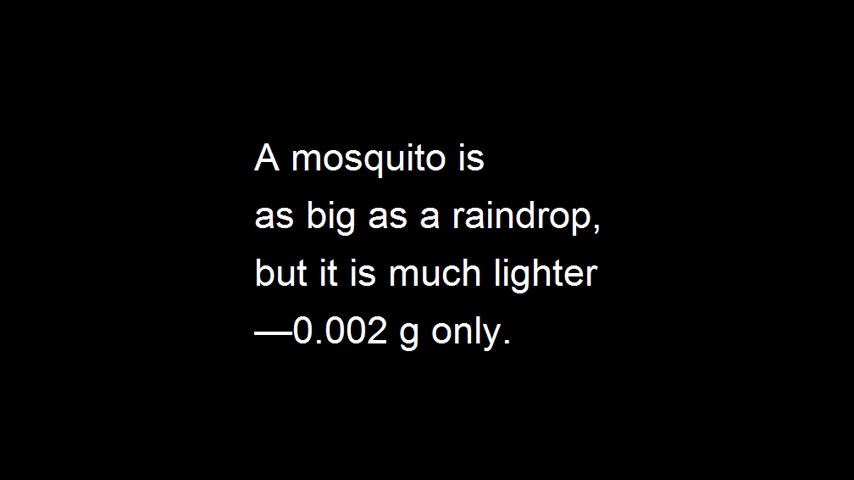 A mosquito is
as big as a raindrop,
but it is much lighter
—0.002 g only.